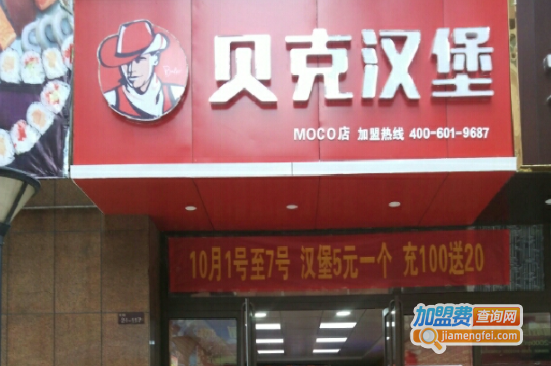 贝克汉堡
MOCO店 加盟热线 400-601-9687
10月1号至7号 汉堡5元一个 充100送20
加盟费查询网
jiamengfei.com